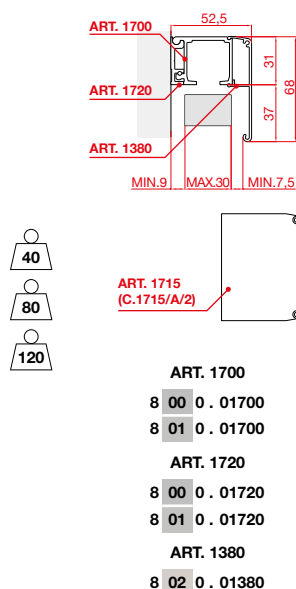 52,5
ART. 1700
31
68
ART. 1720
37
ART. 1380
MIN.9 MAX.30 MIN.7,5
40
ART. 1715
(C.1715/A/2)
80
120
ART. 1700
8 00 0 . 01700
8 01 0 . 01700
ART. 1720
8 00 0 . 01720
8 01 0 . 01720
ART. 1380
8 02 0 . 01380